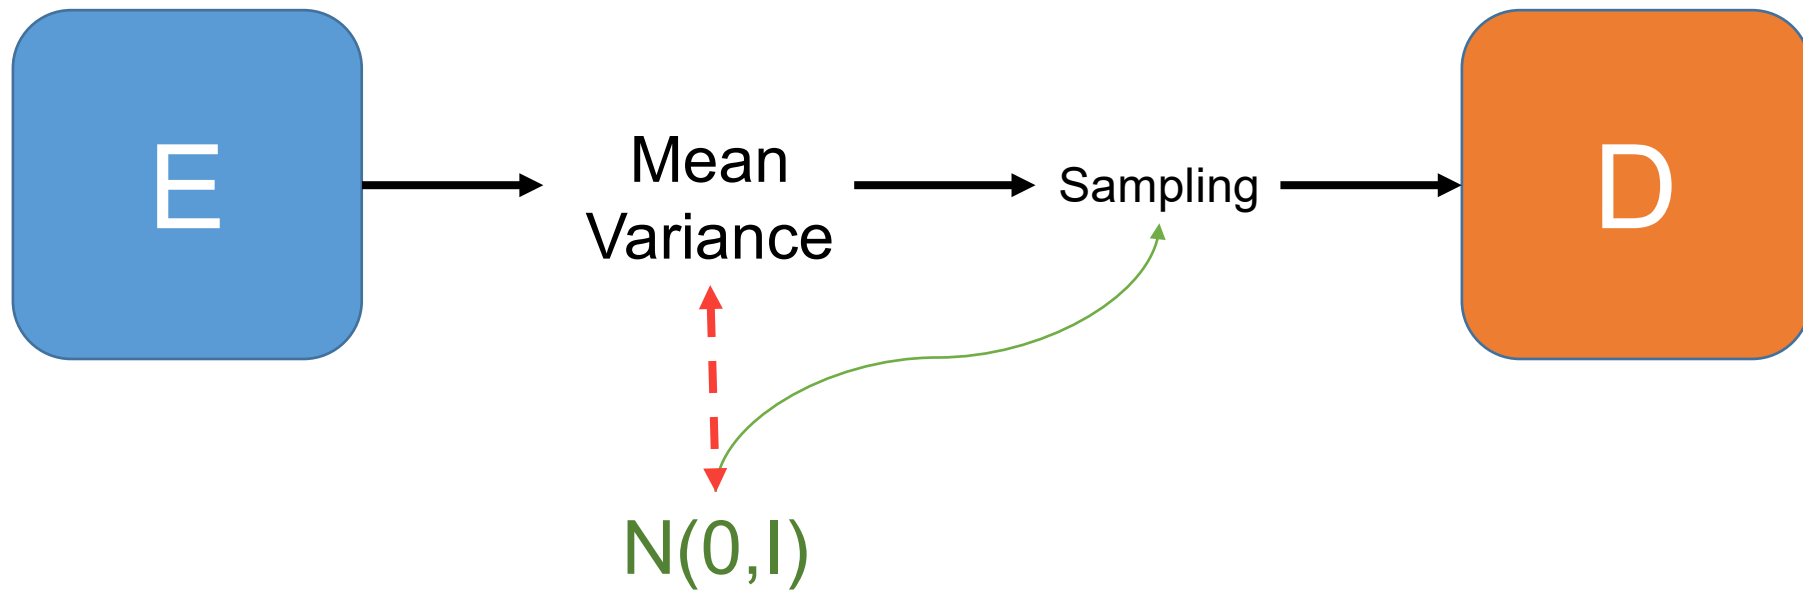 E
Mean
Variance
Sampling
D
N(0,I)